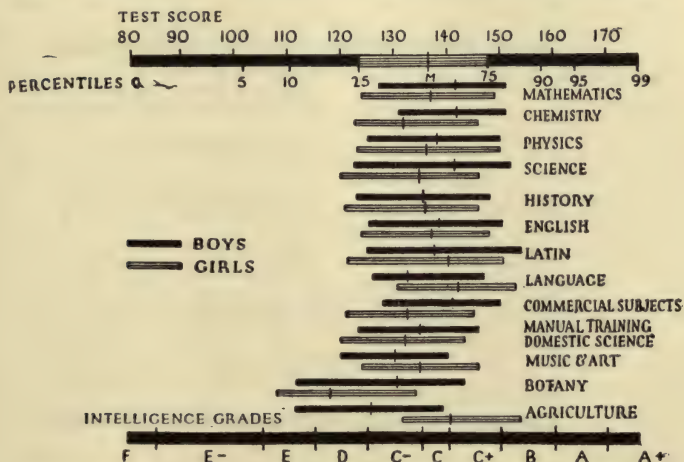 TEST SCORE
80 90 100 110 120 130 140 150 160 170
PERCENTILES 0 5 10 15 M 75 90 95 99
MATHEMATICS
CHEMISTRY
PHYSICS
SCIENCE
HISTORY
BOYS
ENGLISH
GIRLS
LATIN
LANGUAGE
COMMERCIAL SUBJECTS
MANUAL TRAINING
DOMESTIC SCIENCE
MUSIC & ART
BOTANY
INTELLIGENCE GRADES
AGRICULTURE
F E- E D C- C C+ B A A+